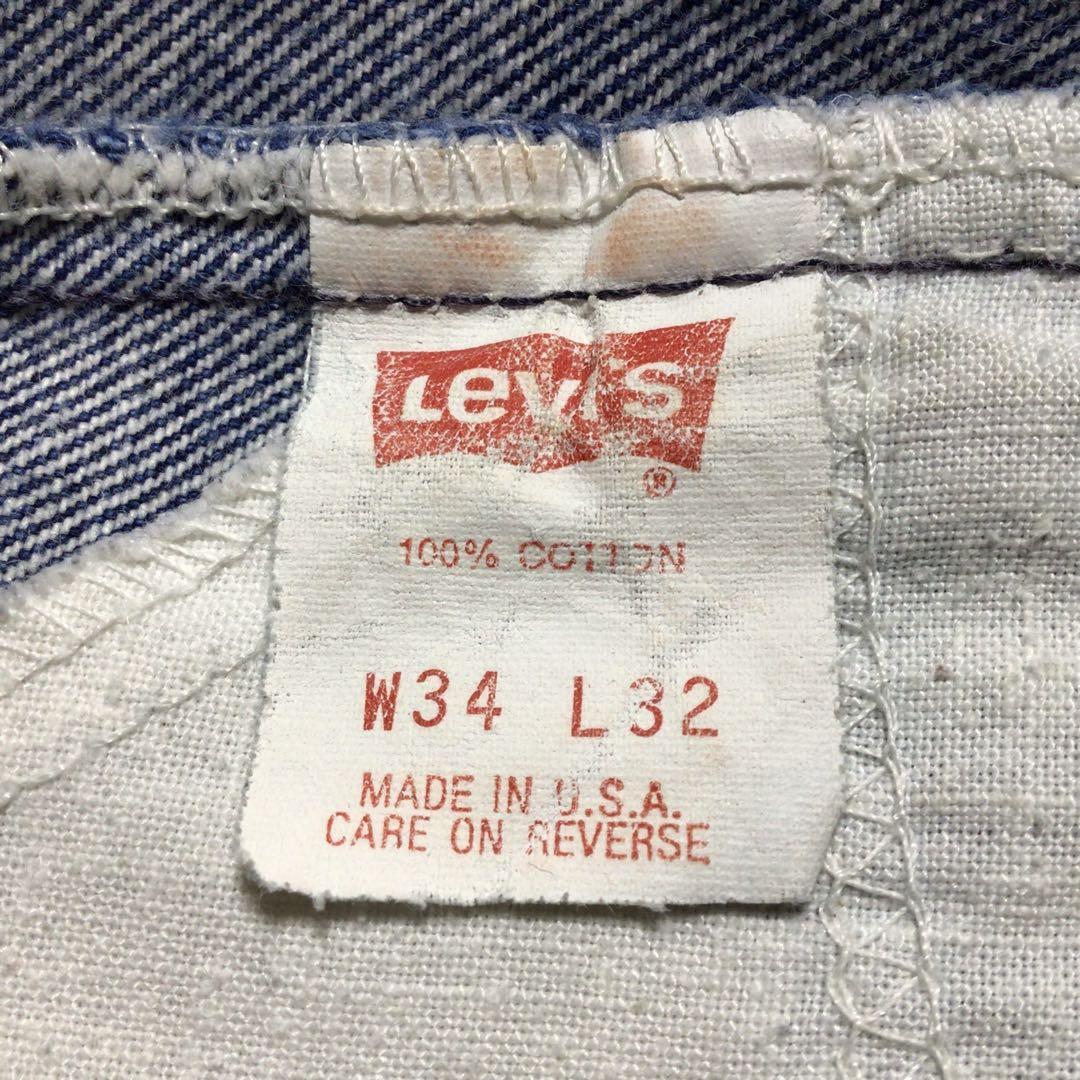 Levi's
®
100% COTTON
W34 L32
MADE IN U.S.A.
CARE ON REVERSE